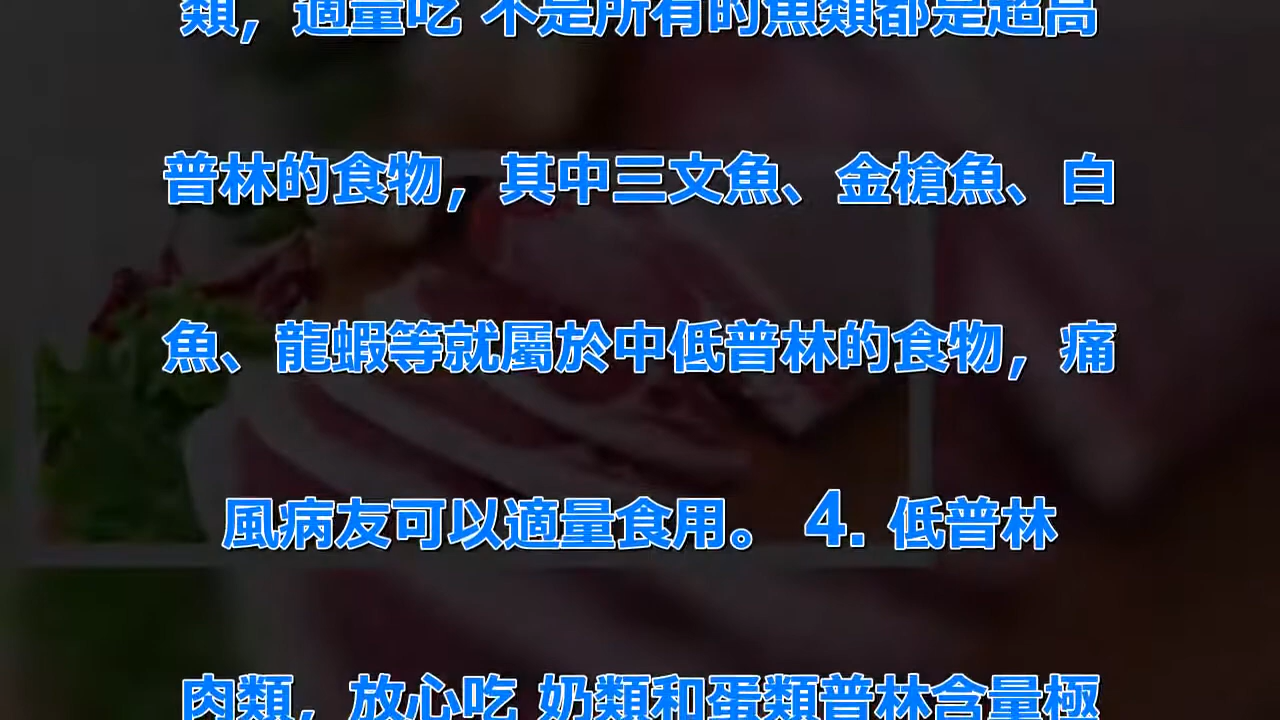 類，適量吃 不是所有的魚類都是超高
普林的食物，其中三文魚、金槍魚、白
魚、龍蝦等就屬於中低普林的食物，痛
風病友可以適量食用。 4. 低普林
肉類，放心吃 奶類和蛋類普林含量極